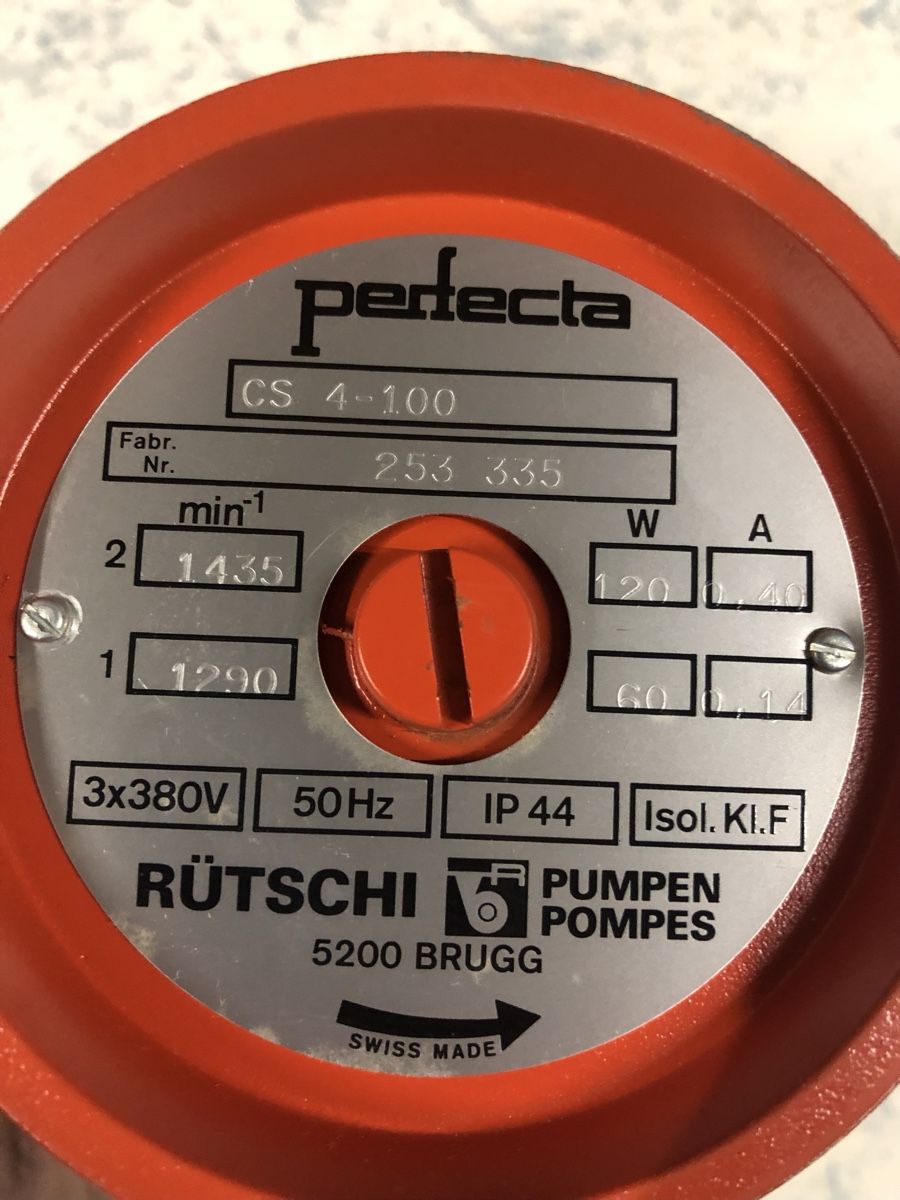 perfecta
CS 4-100
Fabr.
Nr. 253 335
min-1 W A
2 1435 120 0,40
1 1290 60 0,14
3x380V 50Hz IP 44 Isol. Kl.F
RÜTSCHI R PUMPEN
POMPES
5200 BRUGG
SWISS MADE